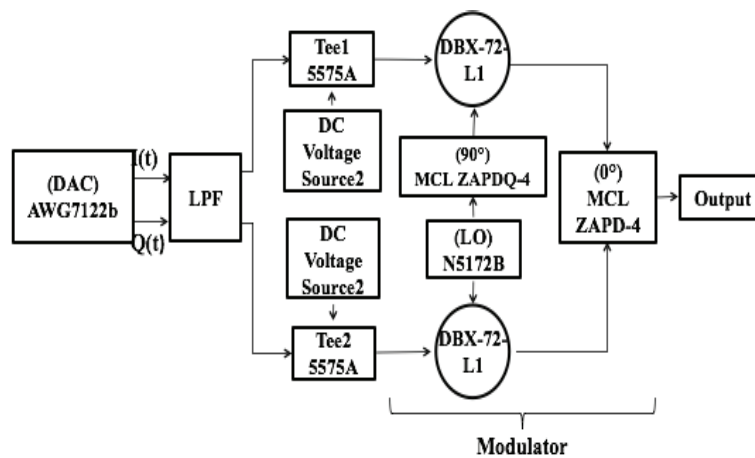 (DAC)
AWG7122b
I(t)
Q(t)
LPF
Tee1
5575A
DC
Voltage
Source2
DC
Voltage
Source2
Tee2
5575A
DBX-72-
L1
(90°)
MCL ZAPDQ-4
(LO)
N5172B
DBX-72-
L1
(0°)
MCL
ZAPD-4
Output
Modulator